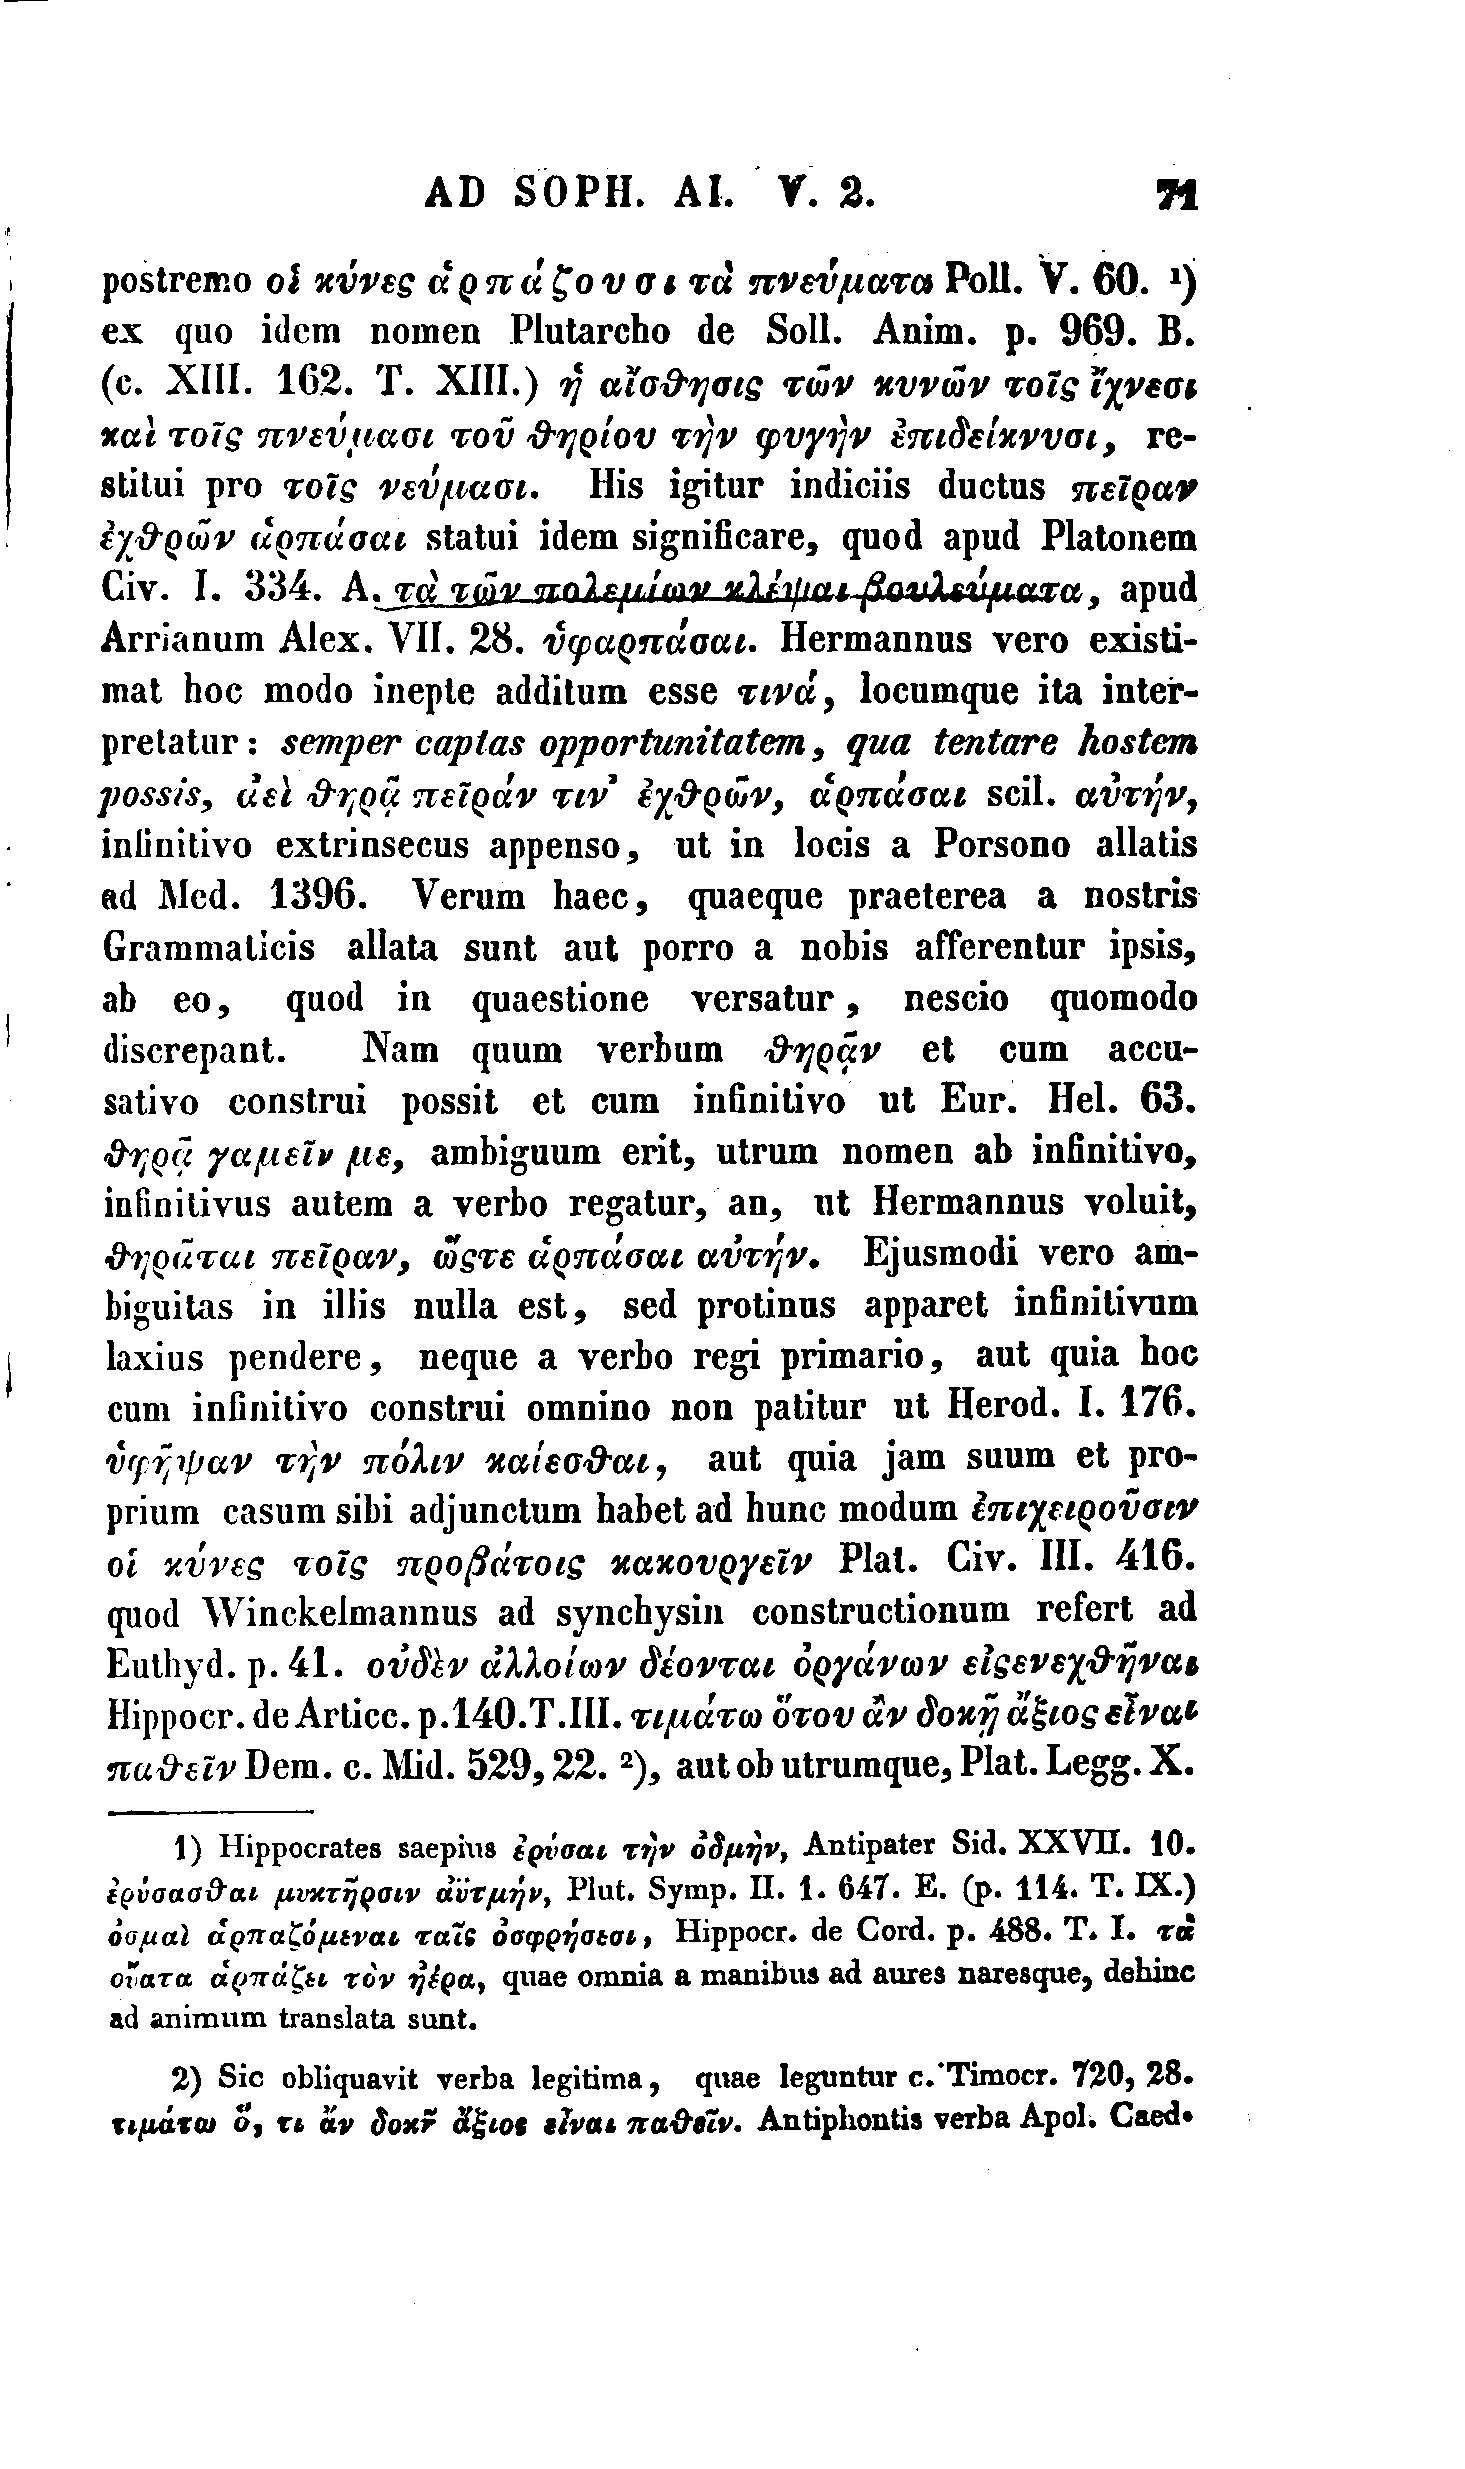 AD SOPH. AI. V. 2. 71
postremo οἱ κύνες ἁρπάζουσι τὰ πνεύματα Poll. V. 60. ¹)
ex quo idem nomen Plutarcho de Soll. Anim. p. 969. B.
(c. XIII. 162. T. XIII.) ἡ αἴσθησις τῶν κυνῶν τοῖς ἴχνεσι
καὶ τοῖς πνεύμασι τοῦ θηρίου τὴν φυγὴν ἐπιδείκνυσι, re-
stitui pro τοῖς νεύμασι. His igitur indiciis ductus πεῖραν
ἐχθρῶν ἁρπάσαι statui idem significare, quod apud Platonem
Civ. I. 334. A. τὰ τῶν πολεμίων κλέψαι βουλεύματα, apud
Arrianum Alex. VII. 28. ὑφαρπάσαι. Hermannus vero existi-
mat hoc modo inepte additum esse τινά, locumque ita inter-
pretatur: semper captas opportunitatem, qua tentare hostem
possis, ἀεὶ θηρᾷ πεῖράν τιν᾽ ἐχθρῶν, ἁρπάσαι scil. αὐτήν,
infinitivo extrinsecus appenso, ut in locis a Porsono allatis
ad Med. 1396. Verum haec, quaeque praeterea a nostris
Grammaticis allata sunt aut porro a nobis afferentur ipsis,
ab eo, quod in quaestione versatur, nescio quomodo
discrepant. Nam quum verbum θηρᾷν et cum accu-
sativo construi possit et cum infinitivo ut Eur. Hel. 63.
θηρᾷ γαμεῖν με, ambiguum erit, utrum nomen ab infinitivo,
infinitivus autem a verbo regatur, an, ut Hermannus voluit,
θηρᾶται πεῖραν, ὥςτε ἁρπάσαι αὐτήν. Ejusmodi vero am-
biguitas in illis nulla est, sed protinus apparet infinitivum
laxius pendere, neque a verbo regi primario, aut quia hoc
cum infinitivo construi omnino non patitur ut Herod. I. 176.
ὑφῆψαν τὴν πόλιν καίεσθαι, aut quia jam suum et pro-
prium casum sibi adjunctum habet ad hunc modum ἐπιχειροῦσιν
οἱ κύνες τοῖς προβάτοις κακουργεῖν Plat. Civ. III. 416.
quod Winckelmannus ad synchysin constructionum refert ad
Euthyd. p. 41. οὐδὲν ἀλλοίων δέονται ὀργάνων εἰςενεχθῆναι
Hippocr. de Articc. p. 140. T. III. τιμάτω ὅτου ἂν δοκῇ ἄξιος εἶναι
παθεῖν Dem. c. Mid. 529, 22. ²), aut ob utrumque, Plat. Legg. X.
1) Hippocrates saepius ἐρύσαι τὴν ὀδμὴν, Antipater Sid. XXVII. 10.
ἐρύσασθαι μυκτῆρσιν ἀϋτμήν, Plut. Symp. II. 1. 647. E. (p. 114. T. IX.)
ὀσμαὶ ἁρπαζόμεναι ταῖς ὀσφρήσεσι, Hippocr. de Cord. p. 488. T. I. τὰ
οὔατα ἁρπάζει τὸν ἠέρα, quae omnia a manibus ad aures naresque, dehinc
ad animum translata sunt.
2) Sic obliquavit verba legitima, quae leguntur c. Timocr. 720, 28.
τιμάτω ὅ, τι ἂν δοκῇ ἄξιος εἶναι παθεῖν. Antiphontis verba Apol. Caed-